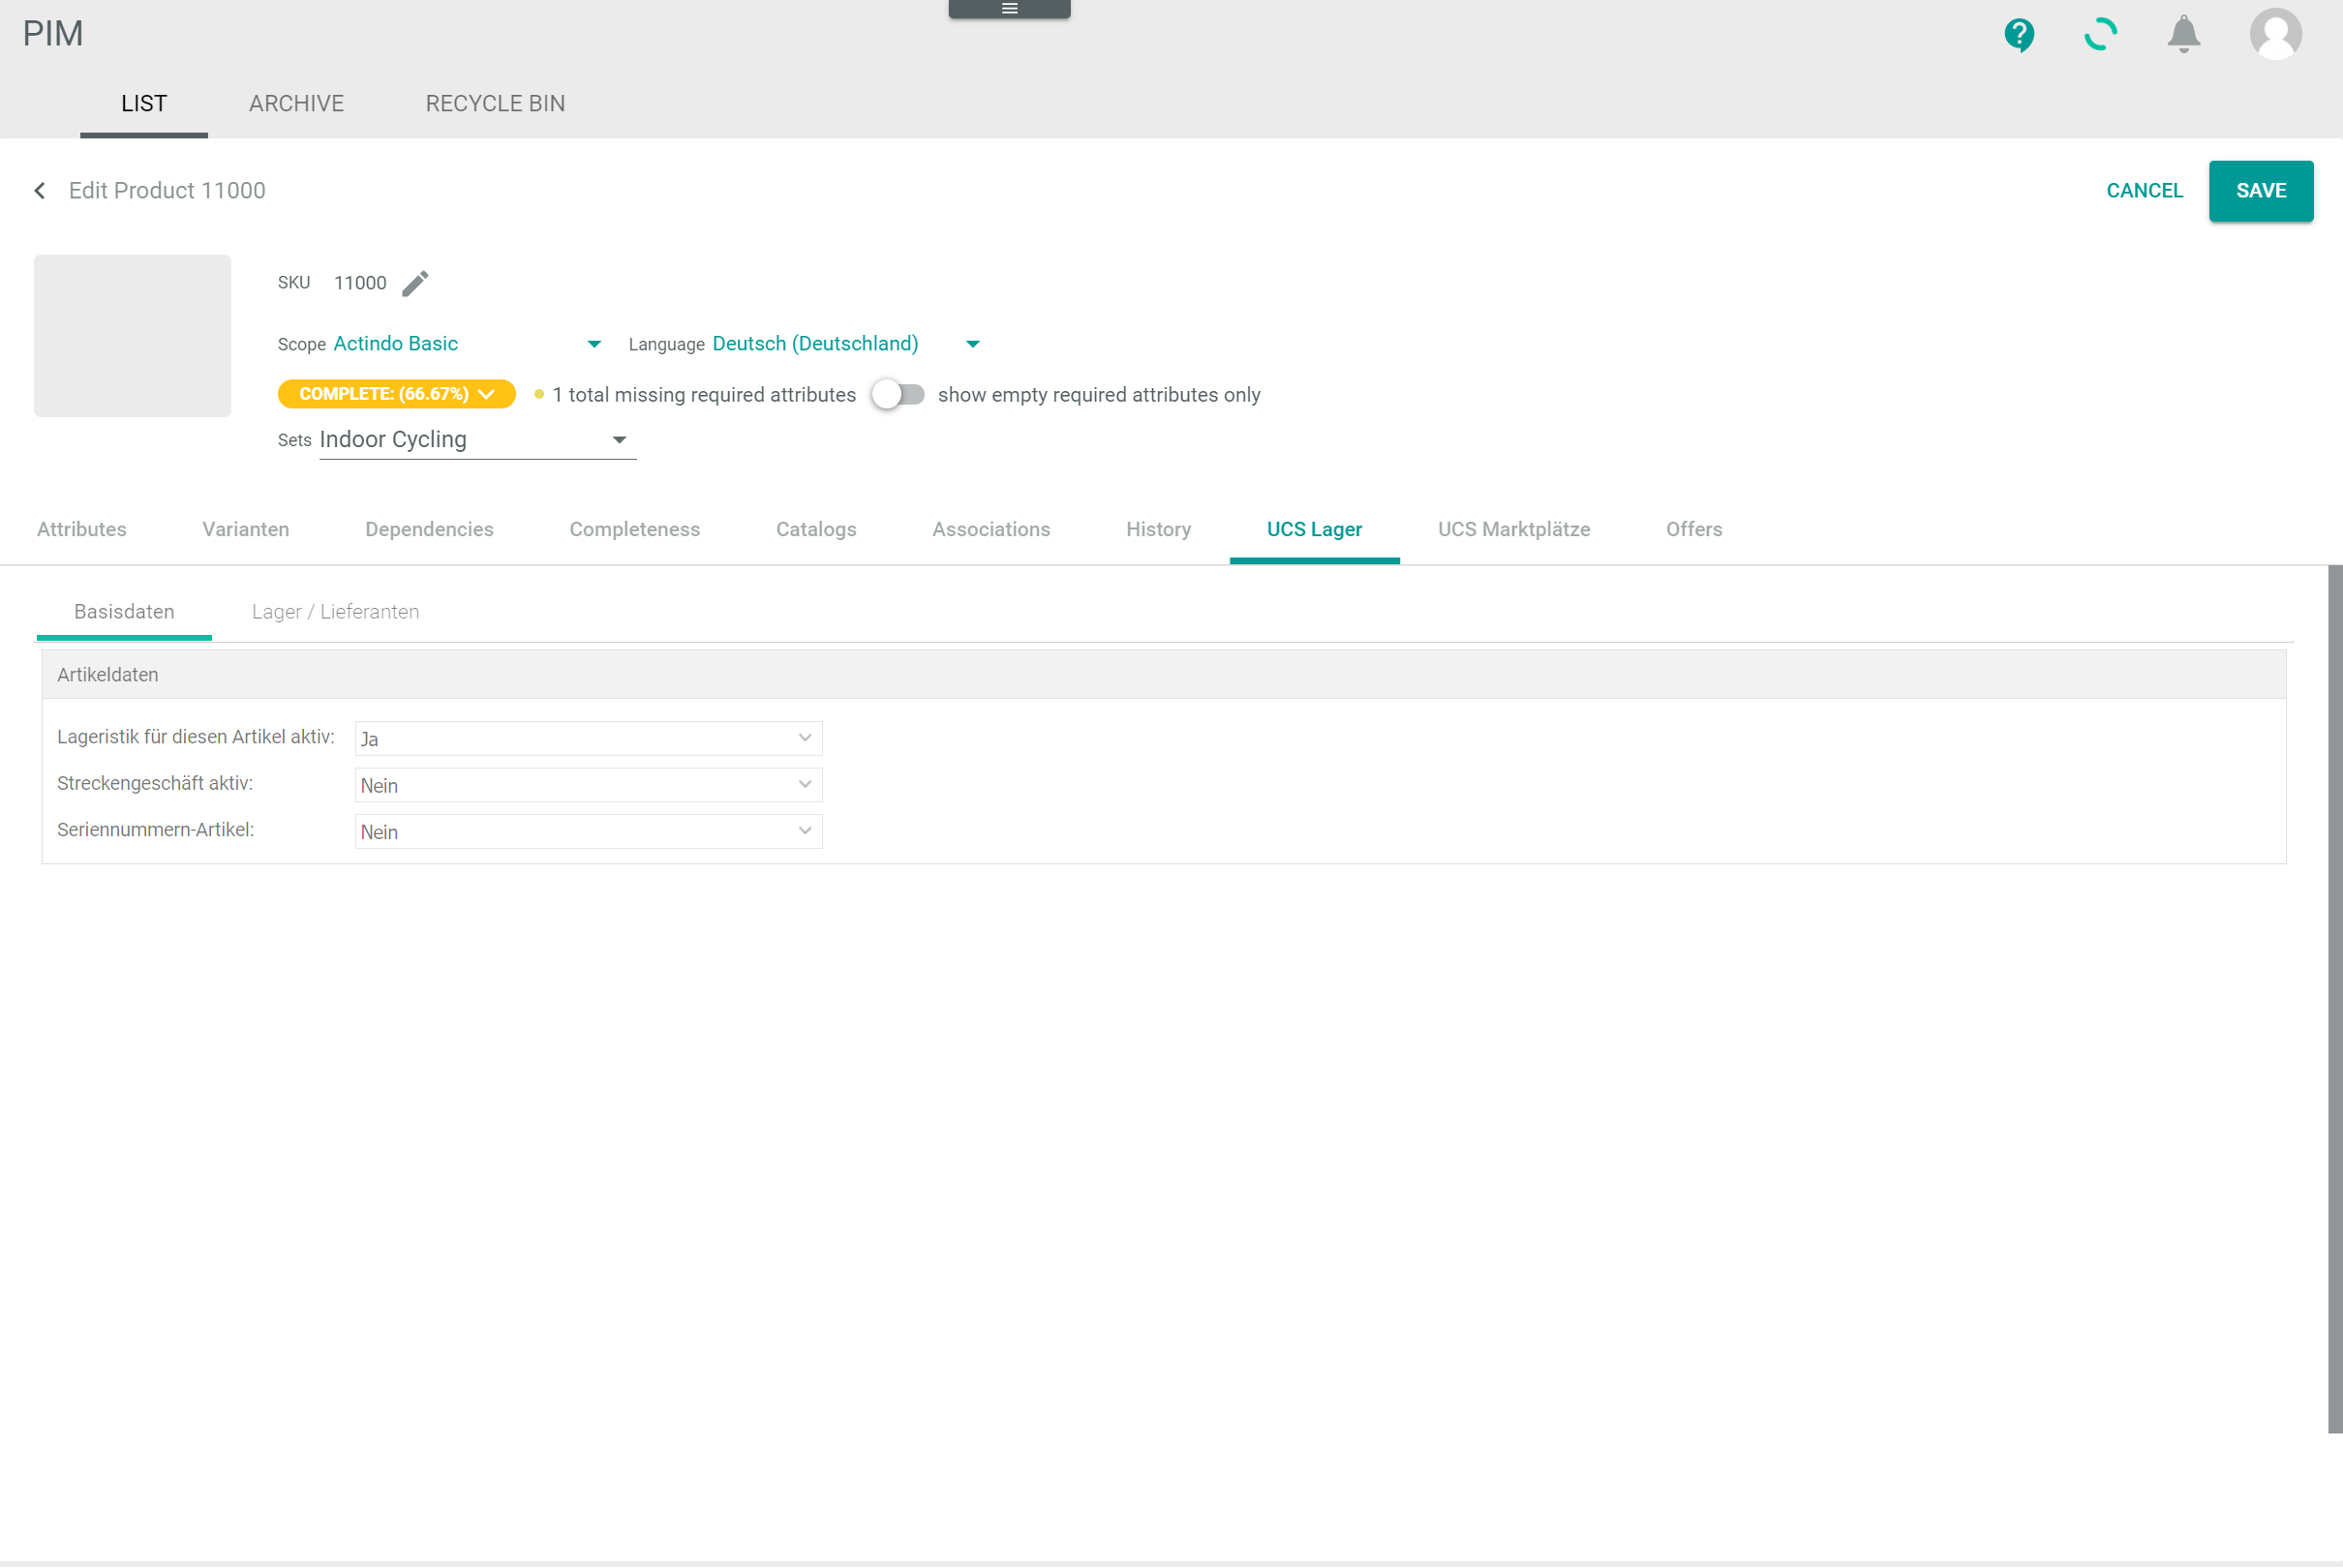 PIM
LIST ARCHIVE RECYCLE BIN
Edit Product 11000 CANCEL SAVE
SKU 11000
Scope Actindo Basic Language Deutsch (Deutschland)
COMPLETE: (66.67%) 1 total missing required attributes show empty required attributes only
Sets Indoor Cycling
Attributes Varianten Dependencies Completeness Catalogs Associations History UCS Lager UCS Marktplätze Offers
Basisdaten Lager / Lieferanten
Artikeldaten
Lageristik für diesen Artikel aktiv: Ja
Streckengeschäft aktiv: Nein
Seriennummern-Artikel: Nein